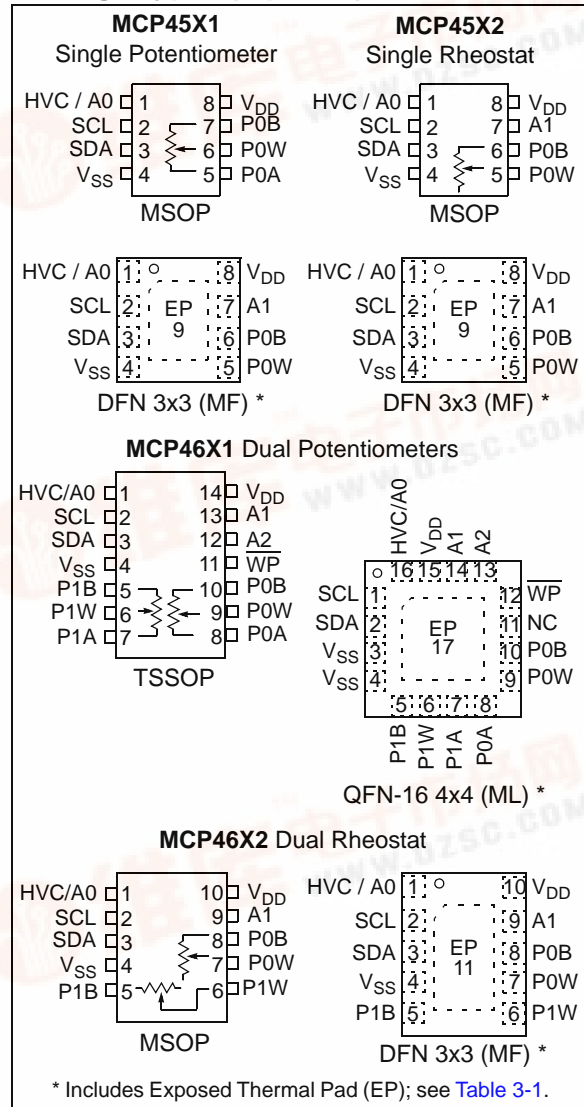 MCP45X1
Single Potentiometer
HVC / A0 1 8 VDD
SCL 2 7 P0B
SDA 3 6 P0W
VSS 4 5 P0A
MSOP
MCP45X2
Single Rheostat
HVC / A0 1 8 VDD
SCL 2 7 A1
SDA 3 6 P0B
VSS 4 5 P0W
MSOP
HVC / A0 1 8 VDD
SCL 2 EP 7 A1
SDA 3 9 6 P0B
VSS 4 5 P0W
DFN 3x3 (MF) *
HVC / A0 1 8 VDD
SCL 2 EP 7 A1
SDA 3 9 6 P0B
VSS 4 5 P0W
DFN 3x3 (MF) *
MCP46X1 Dual Potentiometers
HVC/A0 1 14 VDD
SCL 2 13 A1
SDA 3 12 A2
VSS 4 11 WP
P1B 5 10 P0B
P1W 6 9 P0W
P1A 7 8 P0A
TSSOP
HVC/A0 VDD A1 A2
16 15 14 13
SCL 1 12 WP
SDA 2 EP 11 NC
VSS 3 17 10 P0B
VSS 4 9 P0W
5 6 7 8
P1B P1W P1A P0A
QFN-16 4x4 (ML) *
MCP46X2 Dual Rheostat
HVC/A0 1 10 VDD
SCL 2 9 A1
SDA 3 8 P0B
VSS 4 7 P0W
P1B 5 6 P1W
MSOP
HVC / A0 1 10 VDD
SCL 2 9 A1
SDA 3 EP 8 P0B
VSS 4 11 7 P0W
P1B 5 6 P1W
DFN 3x3 (MF) *
* Includes Exposed Thermal Pad (EP); see Table 3-1.